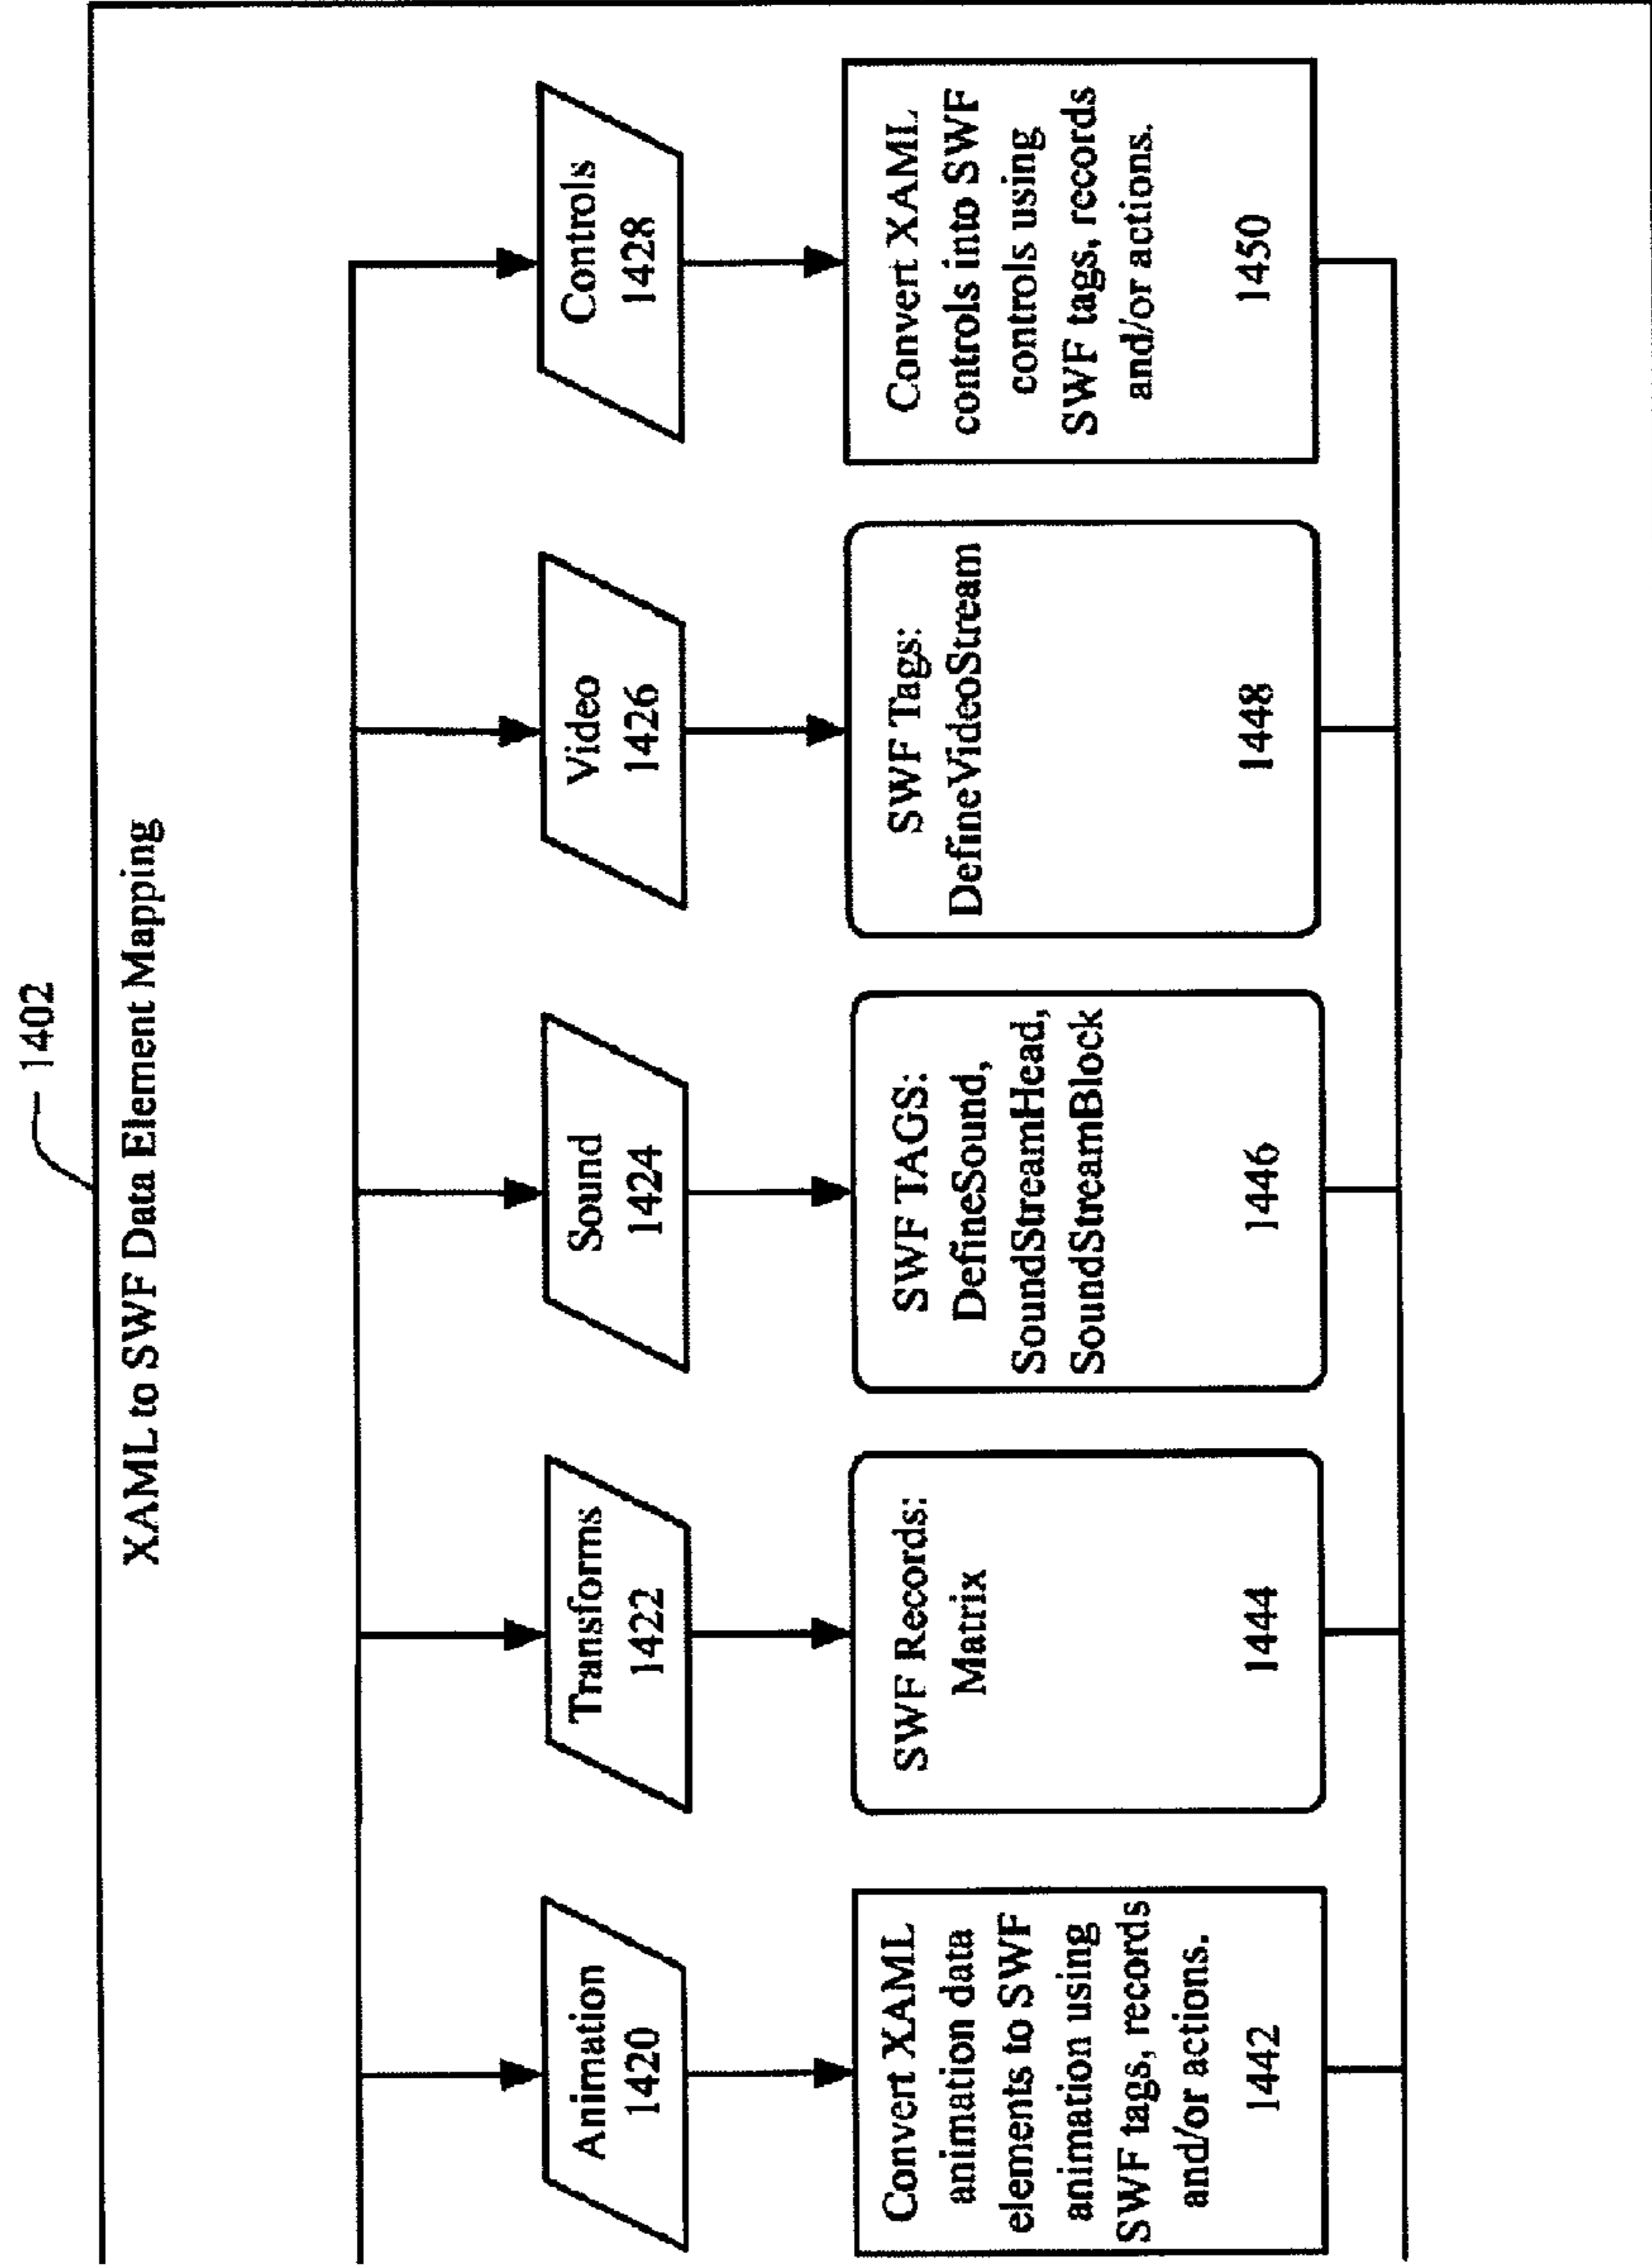 1402
XAML to SWF Data Element Mapping
Animation
1420
Transforms
1422
Sound
1424
Video
1426
Controls
1428
Convert XAML
animation data
elements to SWF
animation using
SWF tags, records
and/or actions.
1442
SWF Records:
Matrix
1444
SWF TAGS:
DefineSound,
SoundStreamHead,
SoundStreamBlock
1446
SWF Tags:
DefineVideoStream
1448
Convert XAML
controls into SWF
controls using
SWF tags, records
and/or actions.
1450